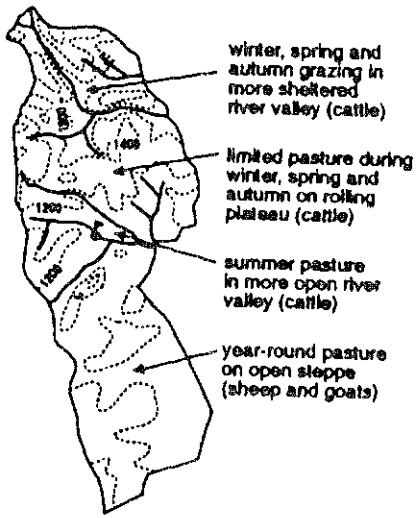 winter, spring and
autumn grazing in
more sheltered
river valley (cattle)
1300
1400
limited pasture during
winter, spring and
autumn on rolling
plateau (cattle)
1200
summer pasture
in more open river
valley (cattle)
1200
year-round pasture
on open steppe
(sheep and goats)